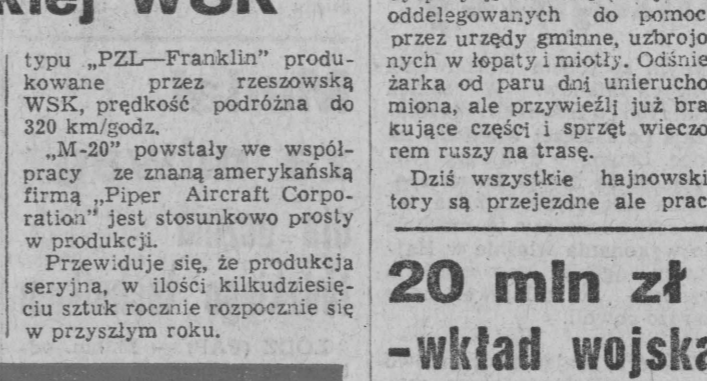 WSK
typu „PZL—Franklin” produ-
kowane przez rzeszowską
WSK, prędkość podróżna do
320 km/godz.
„M-20” powstały we współ-
pracy ze znaną amerykańską
firmą „Piper Aircraft Corpo-
ration” jest stosunkowo prosty
w produkcji.
Przewiduje się, że produkcja
seryjna, w ilości kilkudziesię-
ciu sztuk rocznie rozpocznie się
w przyszłym roku.
oddelegowanych do pomoc
przez urzędy gminne, uzbrojo
nych w łopaty i miotły. Odśnie
żarka od paru dni unierucho
miona, ale przywieźli już bra
kujące części i sprzęt wieczo
rem ruszy na trasę.
Dziś wszystkie hajnowski
tory są przejezdne ale prac
20 mln zł
-wkład wojska